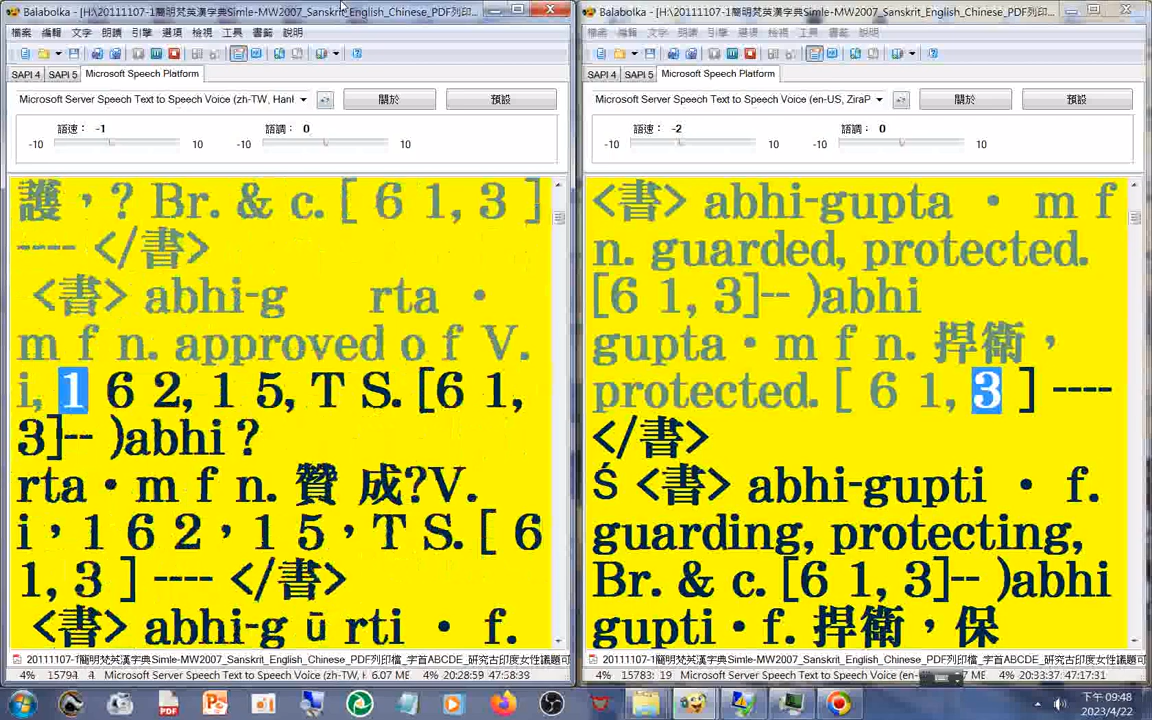 Balabolka - [H:\20111107-1簡明梵英漢字典Simle-MW2007_Sanskrit_English_Chinese_PDF列印...
檔案 編輯 文字 朗讀 引擎 選項 檢視 工具 書籤 說明
SAPI 4 SAPI 5 Microsoft Speech Platform
Microsoft Server Speech Text to Speech Voice (zh-TW, Hanl
關於 預設
語速: -1 語調: 0
-10 10 -10 10
護，? Br. & c. [ 6 1, 3 ]
---- </書>
<書> abhi-g rta •
m f n. approved o f V.
i, 1 6 2, 1 5, T S. [6 1,
3]-- )abhi ?
rta • m f n. 贊 成?V.
i，1 6 2，1 5，T S. [ 6
1, 3 ] ---- </書>
<書> abhi-g ū rti • f.
20111107-1簡明梵英漢字典Simle-MW2007_Sanskrit_English_Chinese_PDF列印檔_字首ABCDE_研究古印度女性議題可
4% 15794 4 Microsoft Server Speech Text to Speech Voice (zh-TW, H 6.07 ME 4% 20:28:59 47:58:39
Balabolka - [H:\20111107-1簡明梵英漢字典Simle-MW2007_Sanskrit_English_Chinese_PDF列印...
檔案 編輯 文字 朗讀 引擎 選項 檢視 工具 書籤 說明
SAPI 4 SAPI 5 Microsoft Speech Platform
Microsoft Server Speech Text to Speech Voice (en-US, ZiraP
關於 預設
語速: -2 語調: 0
-10 10 -10 10
<書> abhi-gupta • m f
n. guarded, protected.
[6 1, 3]-- )abhi
gupta • m f n. 捍衛，
protected. [ 6 1, 3 ] ----
</書>
Ś <書> abhi-gupti • f.
guarding, protecting,
Br. & c. [6 1, 3]-- )abhi
gupti • f. 捍衛，保
20111107-1簡明梵英漢字典Simle-MW2007_Sanskrit_English_Chinese_PDF列印檔_字首ABCDE_研究古印度女性議題可
4% 15783: 19 Microsoft Server Speech Text to Speech Voice 4% 20:33:37 47:17:31
下午 09:48
2023/4/22